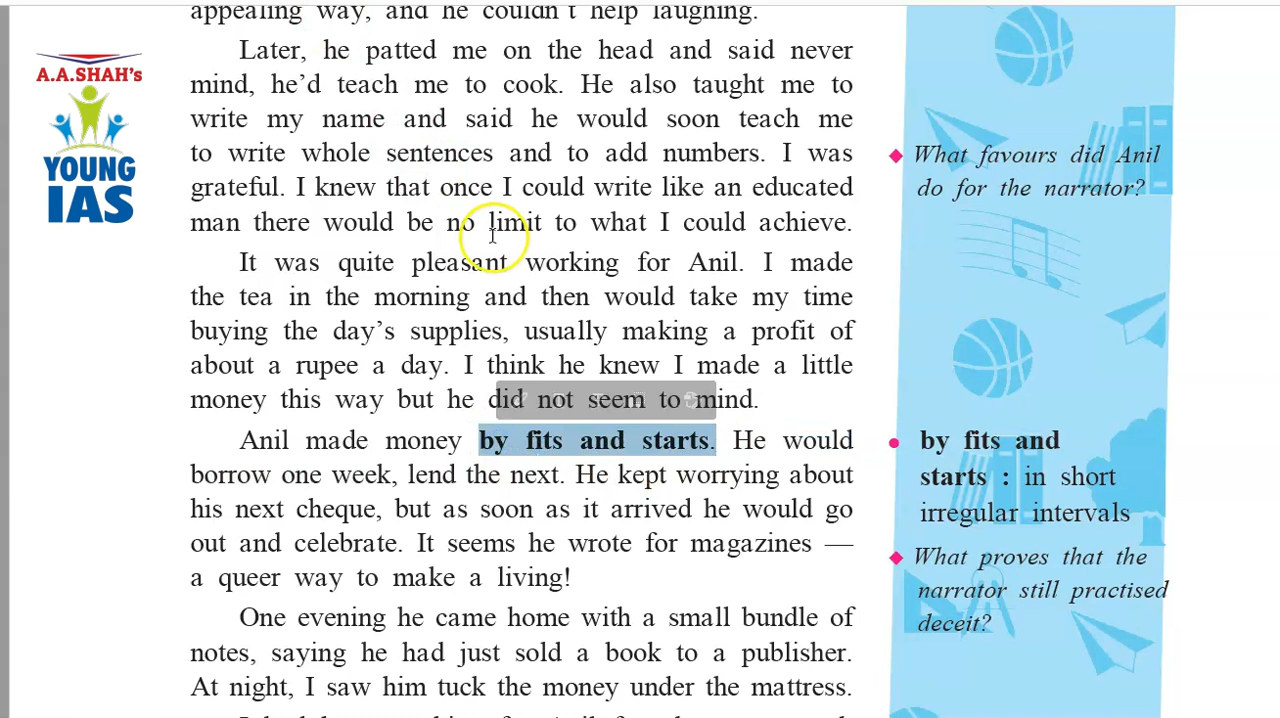 appealing way, and he couldn't help laughing.
Later, he patted me on the head and said never
mind, he'd teach me to cook. He also taught me to
write my name and said he would soon teach me
to write whole sentences and to add numbers. I was
grateful. I knew that once I could write like an educated
man there would be no limit to what I could achieve.
It was quite pleasant working for Anil. I made
the tea in the morning and then would take my time
buying the day's supplies, usually making a profit of
about a rupee a day. I think he knew I made a little
money this way but he did not seem to mind.
Anil made money by fits and starts. He would
borrow one week, lend the next. He kept worrying about
his next cheque, but as soon as it arrived he would go
out and celebrate. It seems he wrote for magazines —
a queer way to make a living!
One evening he came home with a small bundle of
notes, saying he had just sold a book to a publisher.
At night, I saw him tuck the money under the mattress.
A.A.SHAH's
YOUNG
IAS
What favours did Anil
do for the narrator?
by fits and
starts : in short
irregular intervals
What proves that the
narrator still practised
deceit?